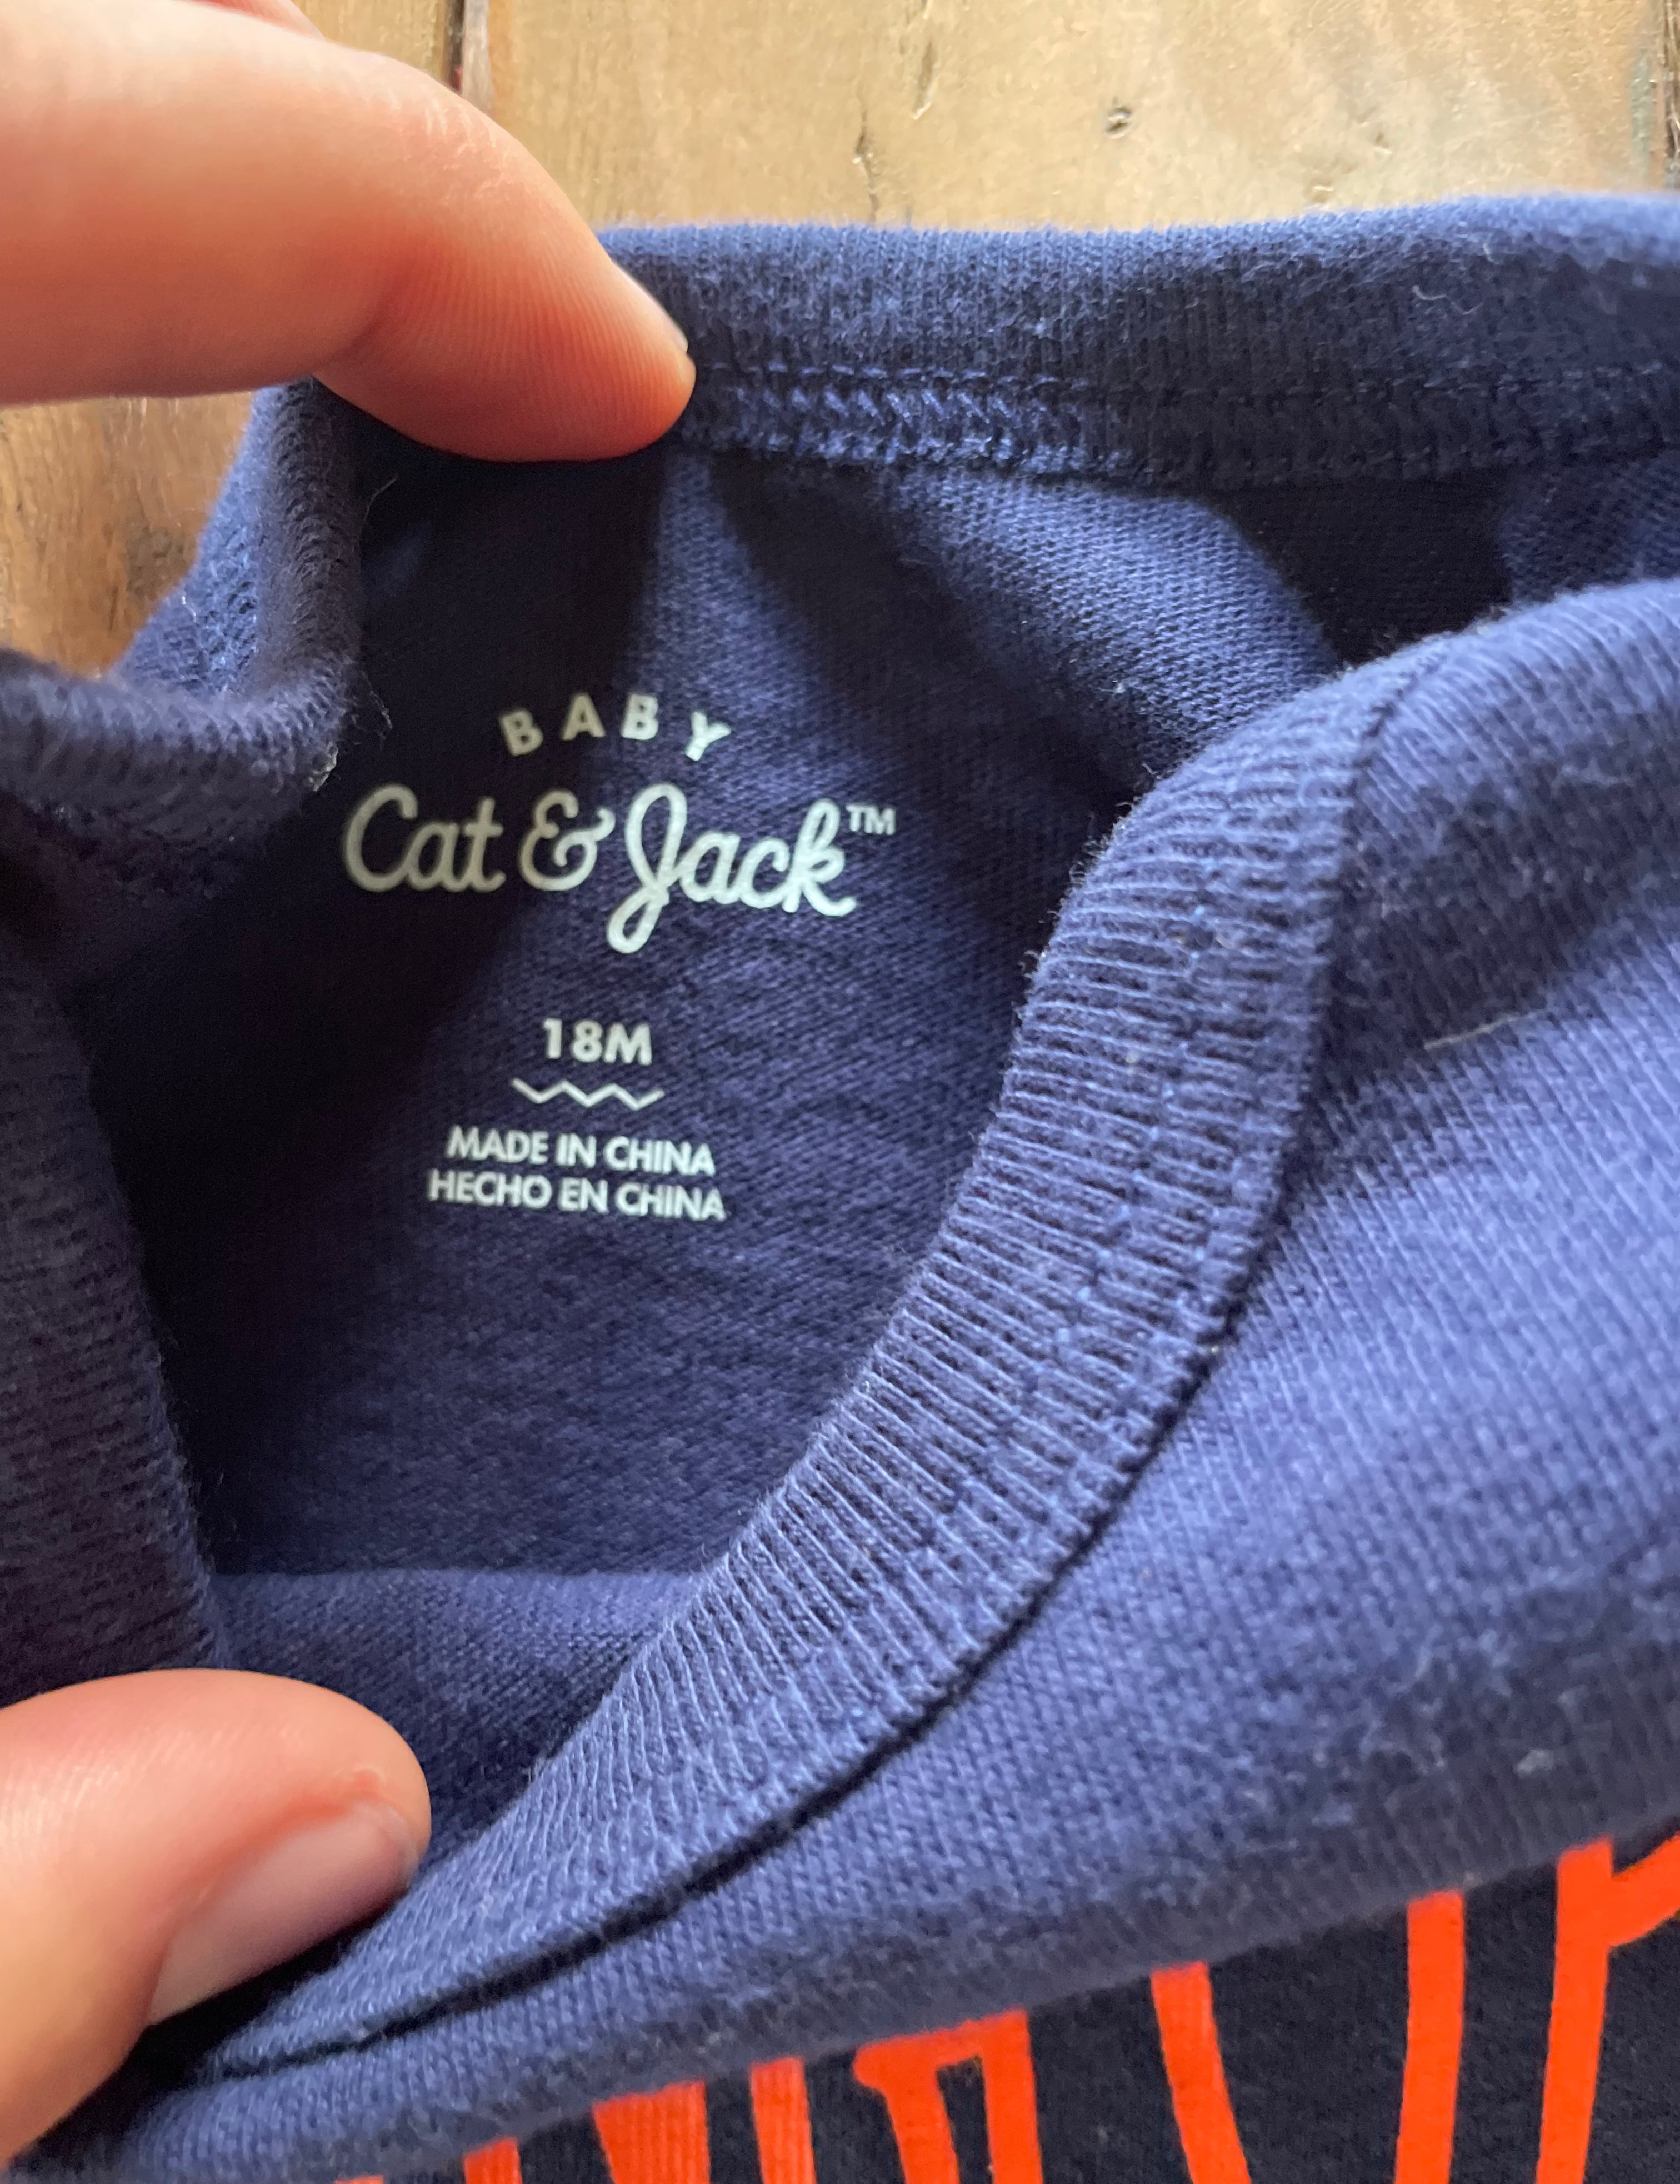 BABY
Cat & Jack™
18M
MADE IN CHINA
HECHO EN CHINA